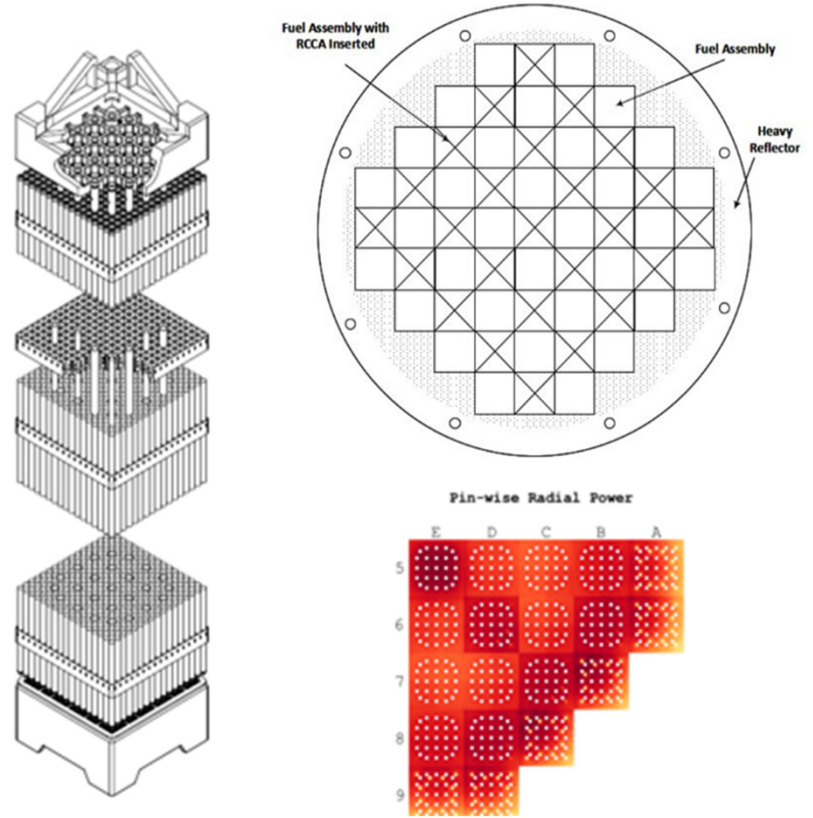 Fuel Assembly with
RCCA Inserted
Fuel Assembly
Heavy
Reflector
Pin-wise Radial Power
E D C B A
5
6
7
8
9